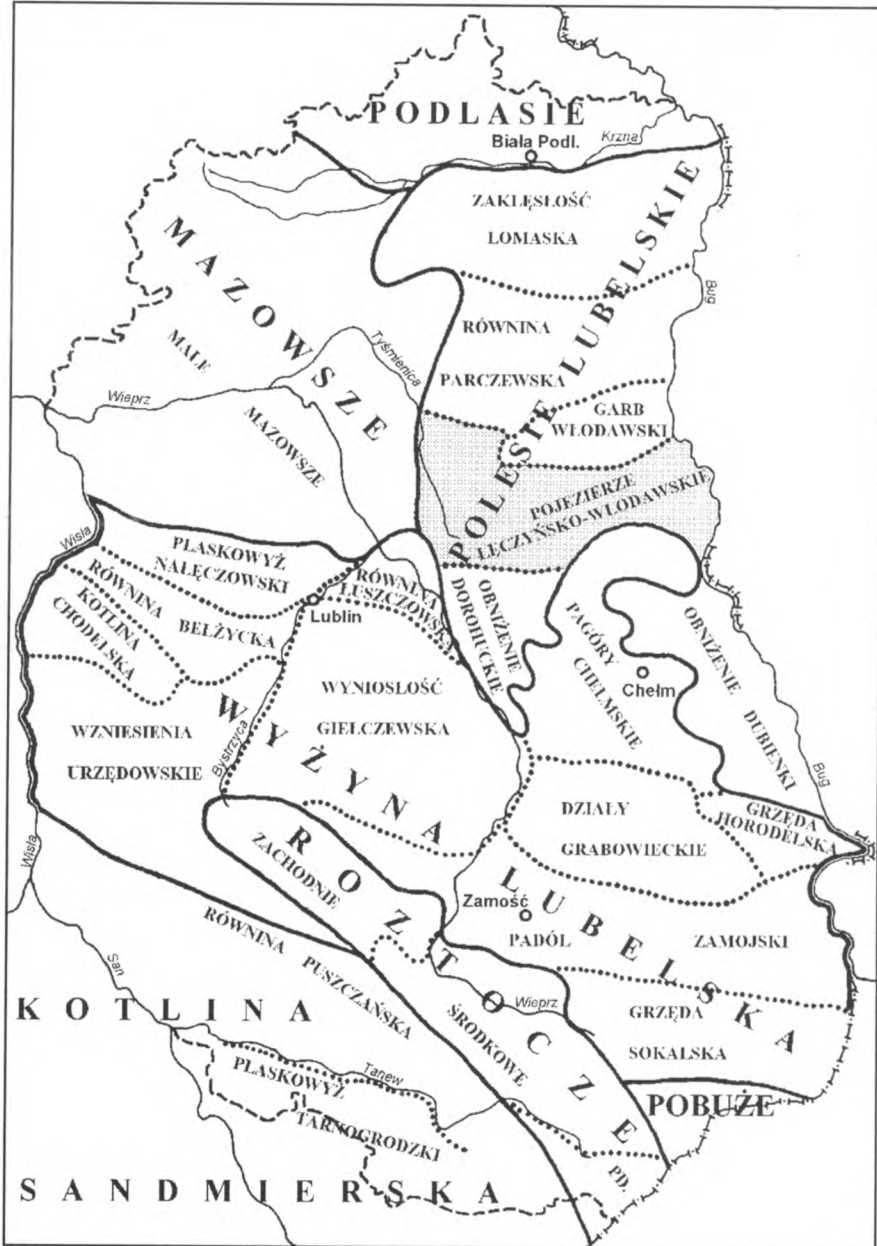 PODLASIE
Krzna
Biała Podl.
ZAKLĘSŁOŚĆ
ŁOMASKA
MAZOWSZE
POLESIE LUBELSKIE
Bug
RÓWNINA
PARCZEWSKA
Tyśmienica
MAŁE
MAZOWSZE
Wieprz
GARB
WŁODAWSKI
POJEZIERZE
ŁĘCZYŃSKO-WŁODAWSKIE
Wisła
PŁASKOWYŻ
NAŁĘCZOWSKI
RÓWNINA
BEŁŻYCKA
KOTLINA
CHODELSKA
RÓWNINA
ŁUSZCZOWSKA
Lublin
OBNIŻENIE
DOROHUCKIE
PAGÓRY
CHEŁMSKIE
Chełm
OBNIŻENIE
DUBIENKI
Bug
WYNIOSŁOŚĆ
GIEŁCZEWSKA
WZNIESIENIA
URZĘDOWSKIE
Bystrzyca
WYŻYNA
LUBELSKA
DZIAŁY
GRABOWIECKIE
GRZĘDA
HORODELSKA
Wisła
ROZTOCZE
ZACHODNIE
Zamość
PADÓŁ
ZAMOJSKI
RÓWNINA
PUSZCZAŃSKA
San
Wieprz
ŚRODKOWE
GRZĘDA
SOKALSKA
KOTLINA
Tanew
PŁASKOWYŻ
TARNOGRODZKI
POBUŻE
PD.
SANDMIERSKA